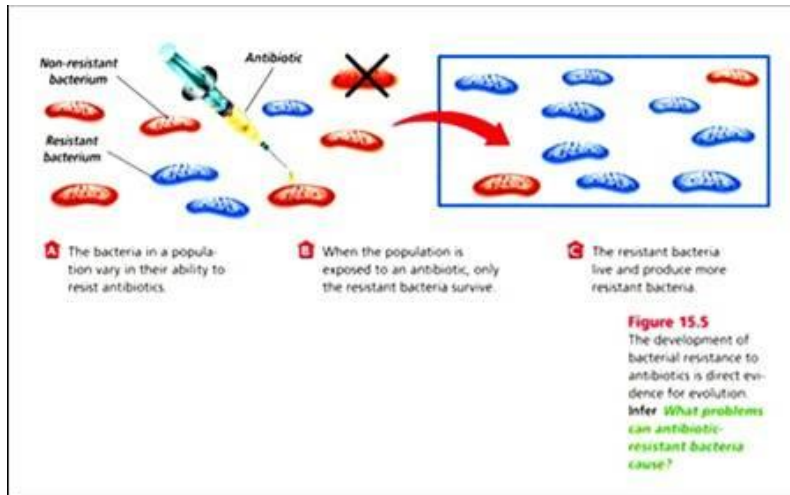 Non-resistant
bacterium
Antibiotic
Resistant
bacterium
A The bacteria in a popula-
tion vary in their ability to
resist antibiotics.
B When the population is
exposed to an antibiotic, only
the resistant bacteria survive.
C The resistant bacteria
live and produce more
resistant bacteria.
Figure 15.5
The development of
bacterial resistance to
antibiotics is direct evi-
dence for evolution.
Infer What problems
can antibiotic-
resistant bacteria
cause?